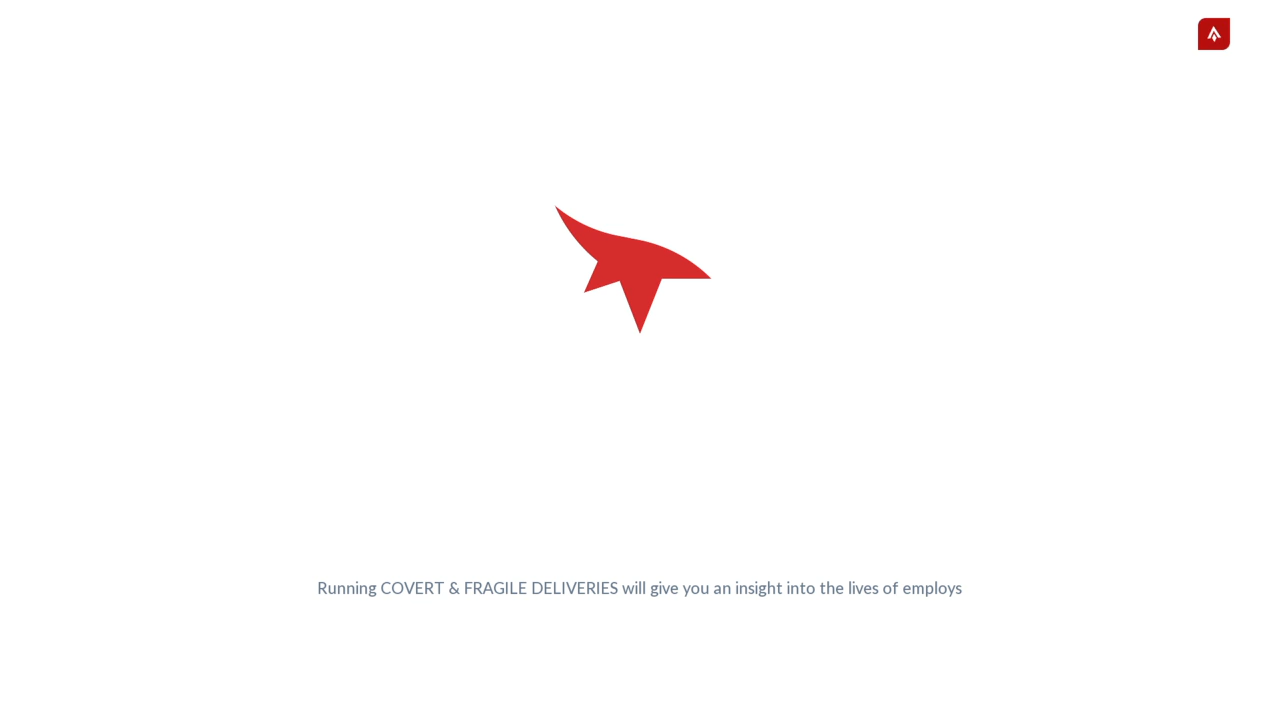 Running COVERT & FRAGILE DELIVERIES will give you an insight into the lives of employs